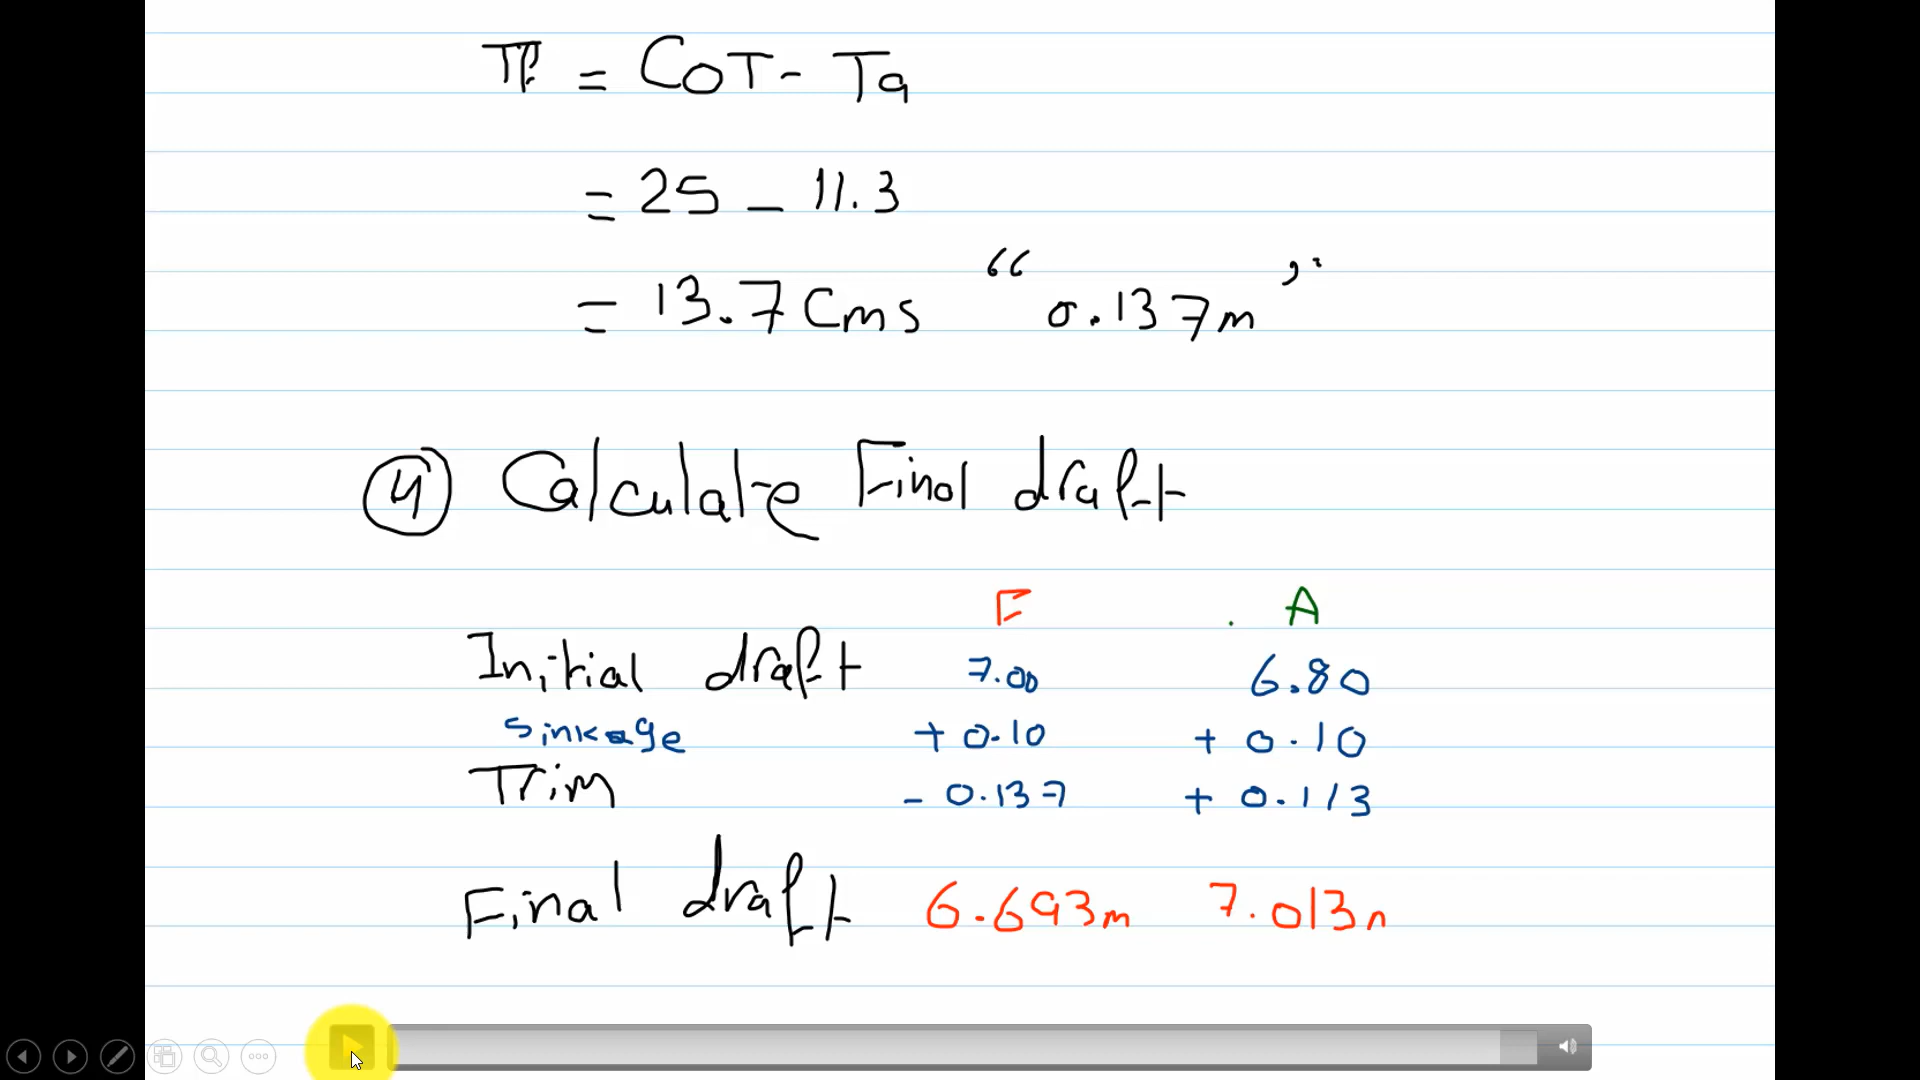 TF = COT - Ta
= 25 - 11.3
= 13.7 Cms “ 0.137m ”
④ Calculate Final draft
F A
Initial draft 7.00 6.80
Sinkage + 0.10 + 0.10
Trim - 0.137 + 0.113
Final draft 6.693m 7.013n